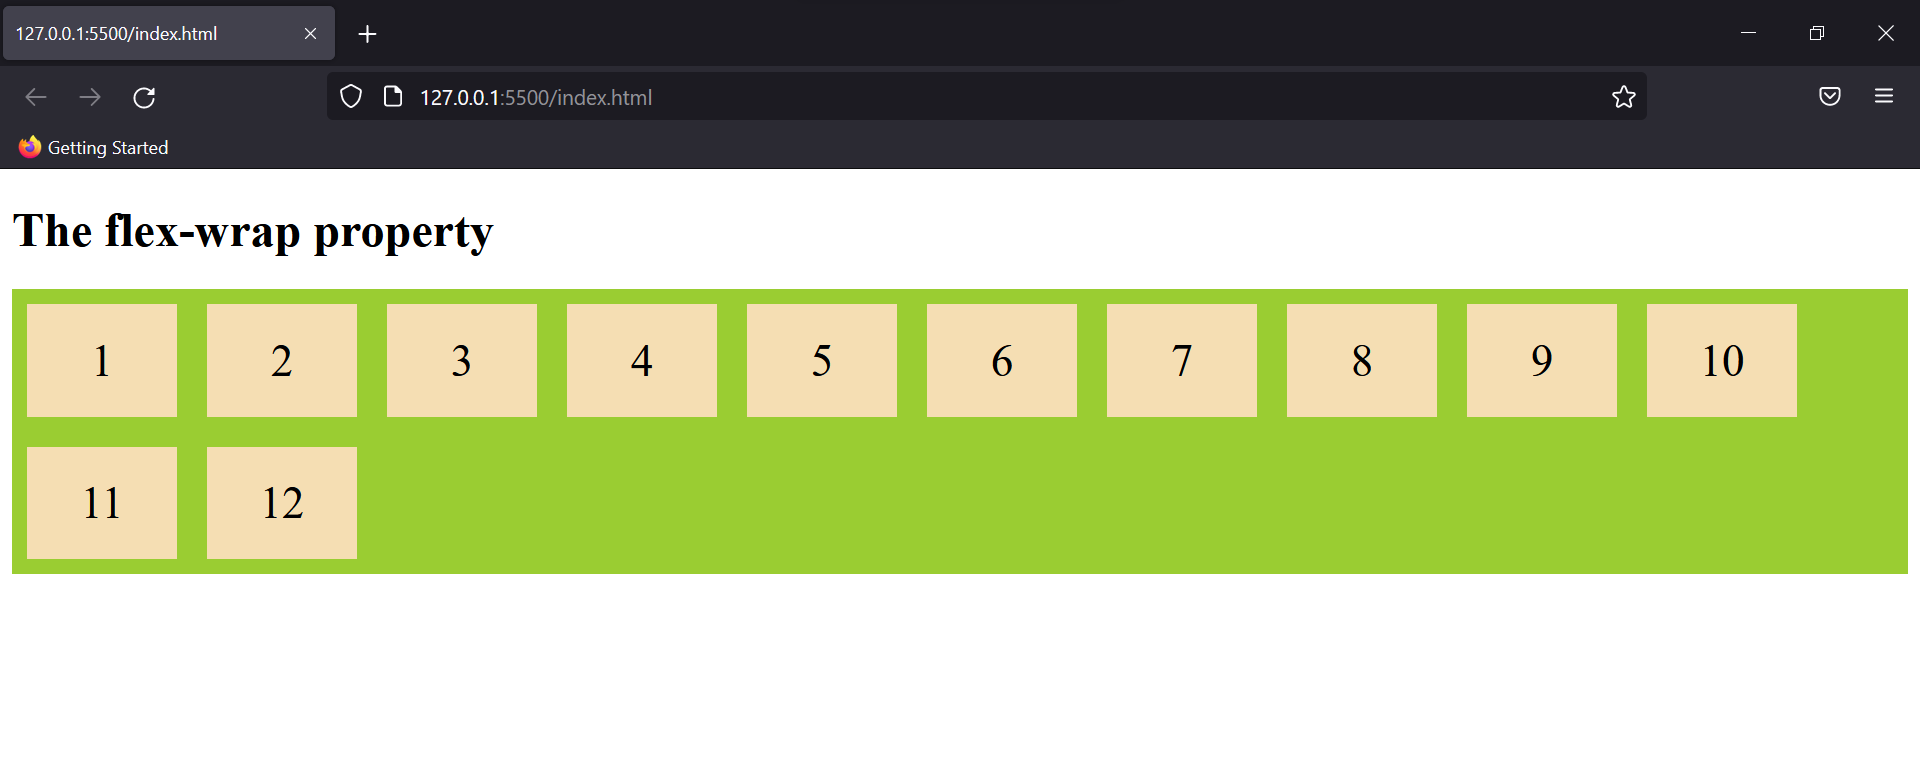 127.0.0.1:5500/index.html
127.0.0.1:5500/index.html
Getting Started
The flex-wrap property
1 2 3 4 5 6 7 8 9 10
11 12